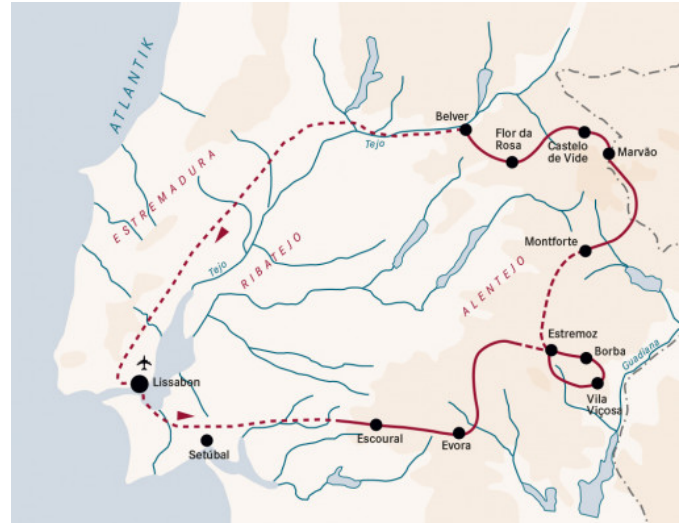 ATLANTIK
Belver
Flor da
Rosa
Castelo
de Vide
Marvão
Tejo
ESTREMADURA
Montforte
RIBATEJO
Tejo
ALENTEJO
Estremoz
Borba
Guadiana
Lissabon
Vila
Viçosa
Escoural
Evora
Setúbal